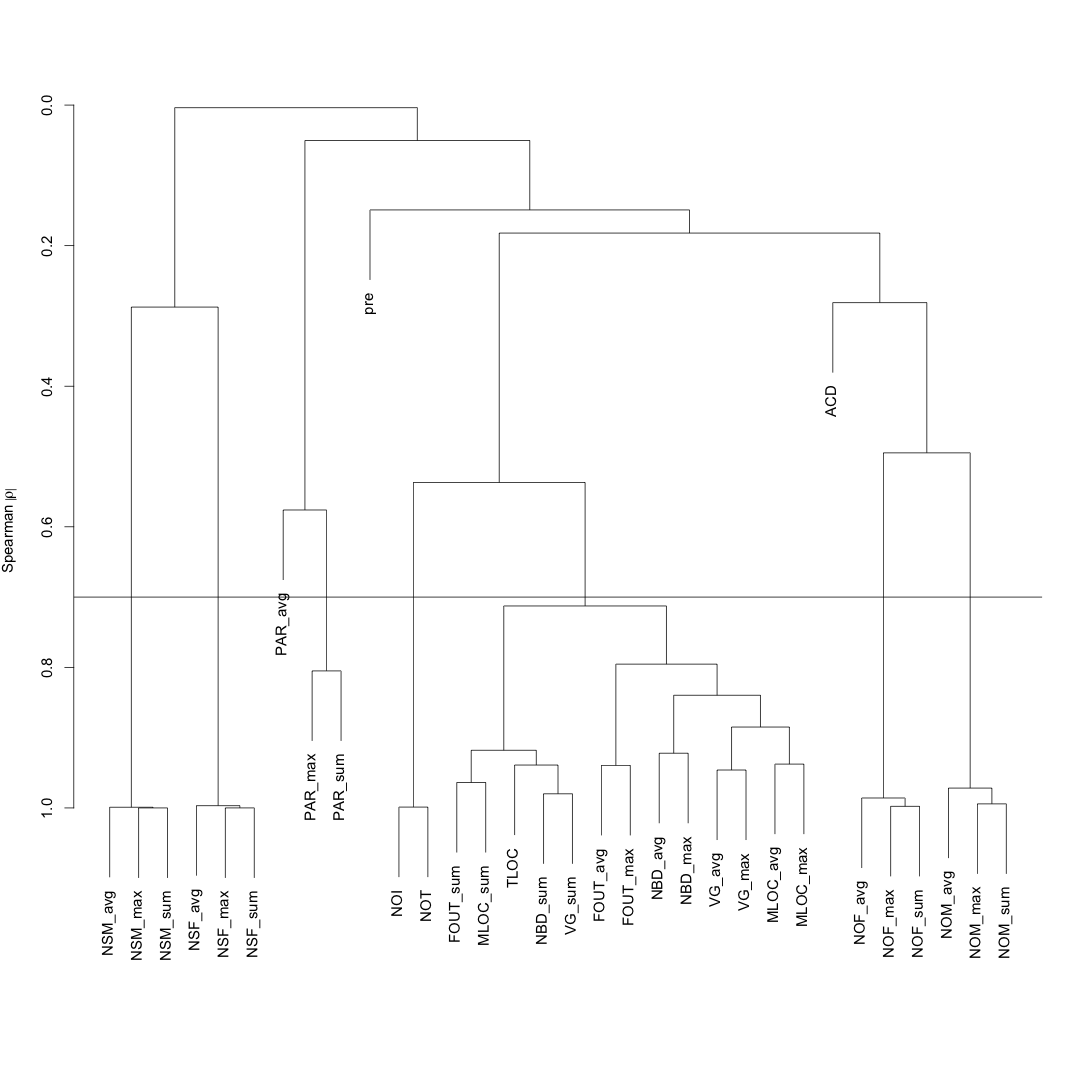 Spearman |ρ|
0.0
0.2
0.4
0.6
0.8
1.0
NSM_avg
NSM_max
NSM_sum
NSF_avg
NSF_max
NSF_sum
PAR_avg
PAR_max
PAR_sum
pre
NOI
NOT
FOUT_sum
MLOC_sum
TLOC
NBD_sum
VG_sum
FOUT_avg
FOUT_max
NBD_avg
NBD_max
VG_avg
VG_max
MLOC_avg
MLOC_max
ACD
NOF_avg
NOF_max
NOF_sum
NOM_avg
NOM_max
NOM_sum